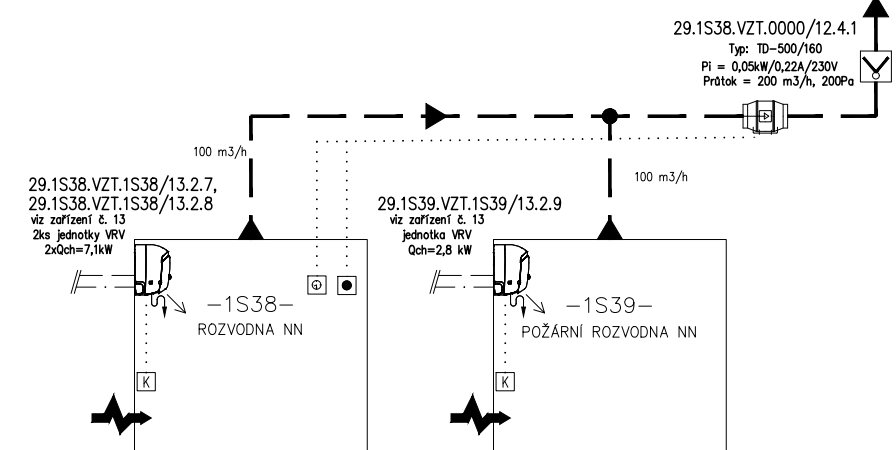 29.1S38.VZT.0000/12.4.1
Typ: TD-500/160
Pi = 0,05kW/0,22A/230V
Průtok = 200 m3/h, 200Pa
100 m3/h
100 m3/h
29.1S38.VZT.1S38/13.2.7,
29.1S38.VZT.1S38/13.2.8
viz zařízení č. 13
2ks jednotky VRV
2xQch=7,1kW
29.1S39.VZT.1S39/13.2.9
viz zařízení č. 13
jednotka VRV
Qch=2,8 kW
-1S38-
ROZVODNA NN
-1S39-
POŽÁRNÍ ROZVODNA NN
K
K